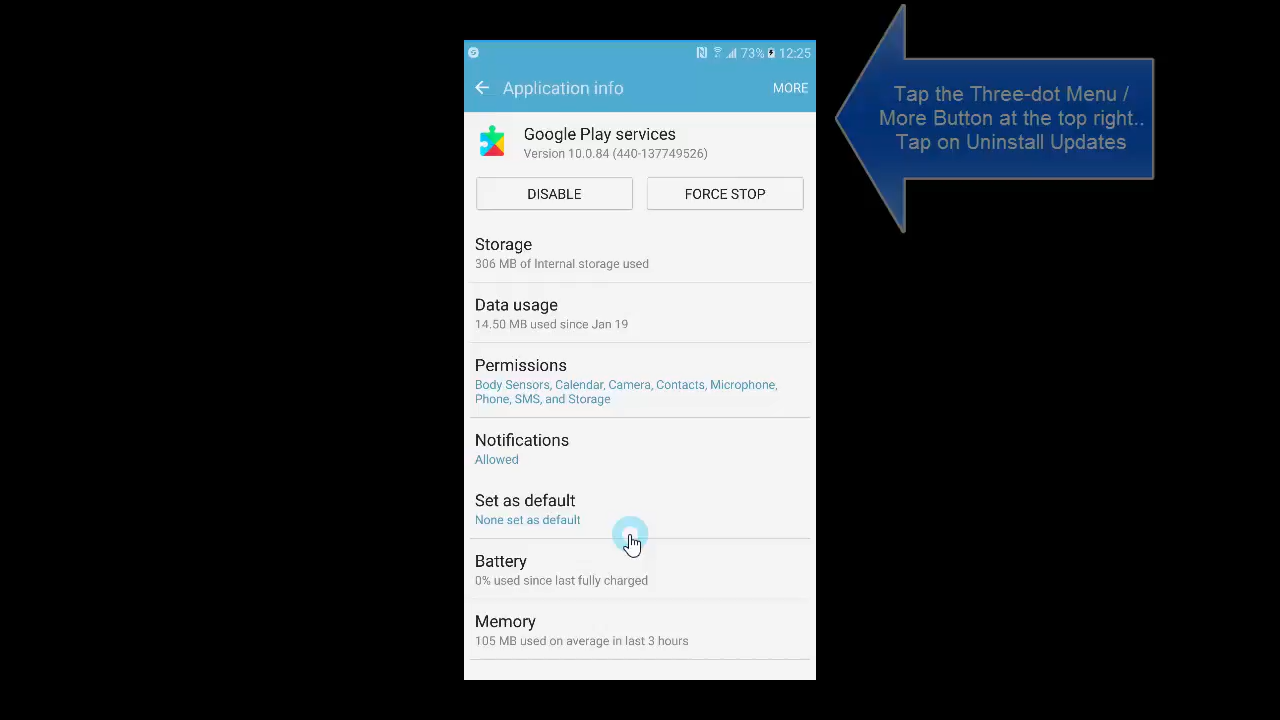 73% 12:25
Application info
MORE
Google Play services
Version 10.0.84 (440-137749526)
DISABLE
FORCE STOP
Storage
306 MB of Internal storage used
Data usage
14.50 MB used since Jan 19
Permissions
Body Sensors, Calendar, Camera, Contacts, Microphone,
Phone, SMS, and Storage
Notifications
Allowed
Set as default
None set as default
Battery
0% used since last fully charged
Memory
105 MB used on average in last 3 hours
Tap the Three-dot Menu /
More Button at the top right..
Tap on Uninstall Updates